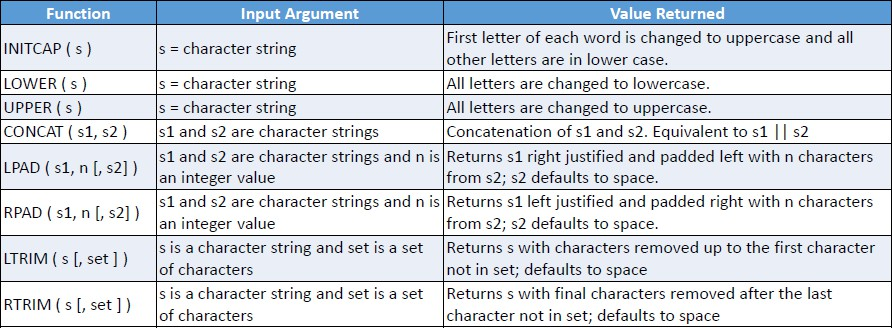 Function Input Argument Value Returned
INITCAP ( s ) s = character string First letter of each word is changed to uppercase and all
other letters are in lower case.
LOWER ( s ) s = character string All letters are changed to lowercase.
UPPER ( s ) s = character string All letters are changed to uppercase.
CONCAT ( s1, s2 ) s1 and s2 are character strings Concatenation of s1 and s2. Equivalent to s1 || s2
LPAD ( s1, n [, s2] ) s1 and s2 are character strings and n is
an integer value
Returns s1 right justified and padded left with n characters
from s2; s2 defaults to space.
RPAD ( s1, n [, s2] ) s1 and s2 are character strings and n is
an integer value
Returns s1 left justified and padded right with n characters
from s2; s2 defaults to space.
LTRIM ( s [, set ] ) s is a character string and set is a set
of characters
Returns s with characters removed up to the first character
not in set; defaults to space
RTRIM ( s [, set ] ) s is a character string and set is a set
of characters
Returns s with final characters removed after the last
character not in set; defaults to space